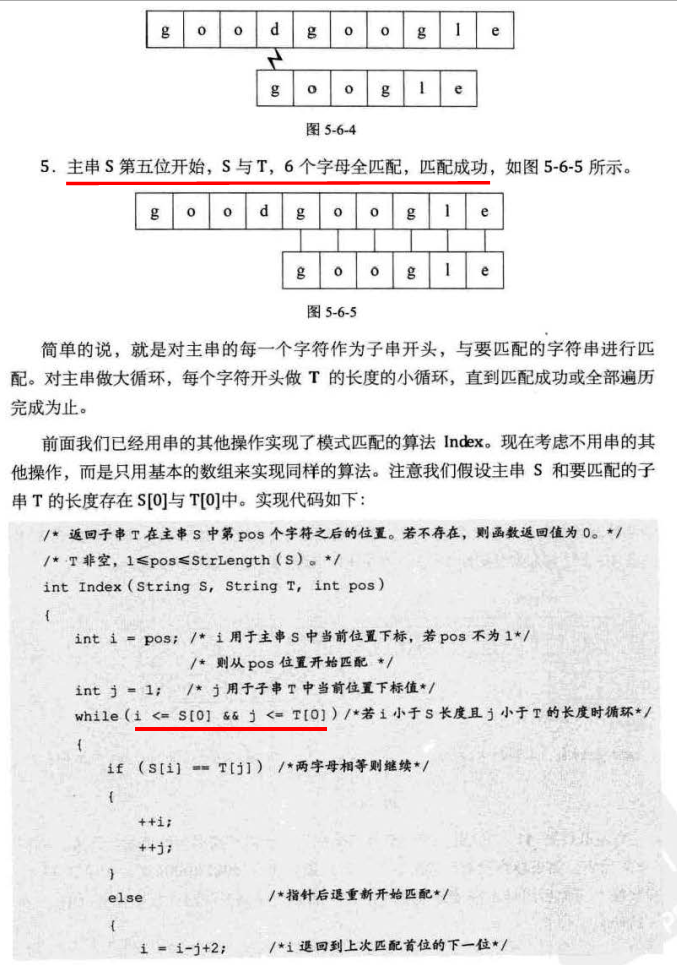 g o o d g o o g l e
g o o g l e
图 5-6-4
5．主串 S 第五位开始，S 与 T，6 个字母全匹配，匹配成功，如图 5-6-5 所示。
g o o d g o o g l e
g o o g l e
图 5-6-5
简单的说，就是对主串的每一个字符作为子串开头，与要匹配的字符串进行匹
配。对主串做大循环，每个字符开头做 T 的长度的小循环，直到匹配成功或全部遍历
完成为止。
前面我们已经用串的其他操作实现了模式匹配的算法 Index。现在考虑不用串的其
他操作，而是只用基本的数组来实现同样的算法。注意我们假设主串 S 和要匹配的子
串 T 的长度存在 S[0]与 T[0]中。实现代码如下：
/* 返回子串 T 在主串 S 中第 pos 个字符之后的位置。若不存在，则函数返回值为 0。*/
/* T 非空，1≤pos≤StrLength(S)。*/
int Index(String S, String T, int pos)
{
int i = pos; /* i 用于主串 S 中当前位置下标，若 pos 不为 1*/
/* 则从 pos 位置开始匹配 */
int j = 1; /* j 用于子串 T 中当前位置下标值*/
while(i <= S[0] && j <= T[0])/*若 i 小于 S 长度且 j 小于 T 的长度时循环*/
{
if (S[i] == T[j]) /*两字母相等则继续*/
{
++i;
++j;
}
else /*指针后退重新开始匹配*/
{
i = i-j+2; /*i 退回到上次匹配首位的下一位*/